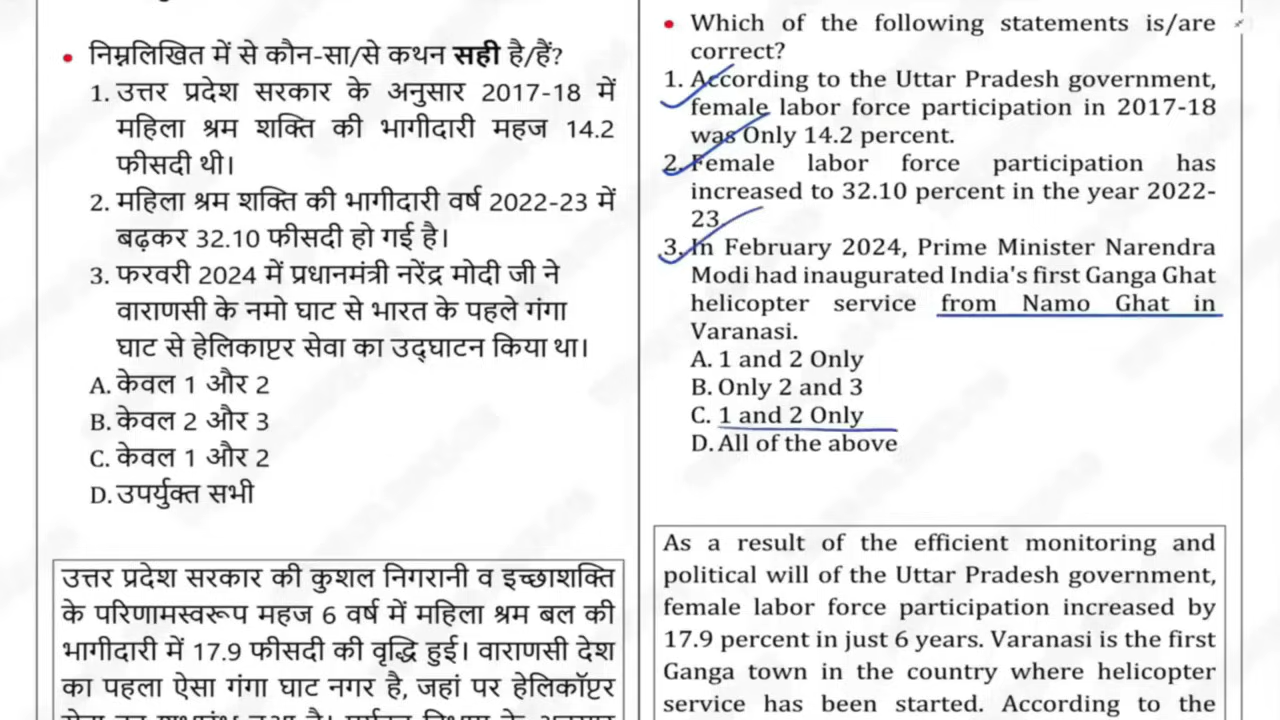 • निम्नलिखित में से कौन-सा/से कथन सही है/हैं?
1. उत्तर प्रदेश सरकार के अनुसार 2017-18 में
महिला श्रम शक्ति की भागीदारी महज 14.2
फीसदी थी।
2. महिला श्रम शक्ति की भागीदारी वर्ष 2022-23 में
बढ़कर 32.10 फीसदी हो गई है।
3. फरवरी 2024 में प्रधानमंत्री नरेंद्र मोदी जी ने
वाराणसी के नमो घाट से भारत के पहले गंगा
घाट से हेलिकाप्टर सेवा का उद्घाटन किया था।
A. केवल 1 और 2
B. केवल 2 और 3
C. केवल 1 और 2
D. उपर्युक्त सभी
उत्तर प्रदेश सरकार की कुशल निगरानी व इच्छाशक्ति
के परिणामस्वरूप महज 6 वर्ष में महिला श्रम बल की
भागीदारी में 17.9 फीसदी की वृद्धि हुई। वाराणसी देश
का पहला ऐसा गंगा घाट नगर है, जहां पर हेलिकॉप्टर
• Which of the following statements is/are
correct?
1. According to the Uttar Pradesh government,
female labor force participation in 2017-18
was Only 14.2 percent.
2. Female labor force participation has
increased to 32.10 percent in the year 2022-
23.
3. In February 2024, Prime Minister Narendra
Modi had inaugurated India's first Ganga Ghat
helicopter service from Namo Ghat in
Varanasi.
A. 1 and 2 Only
B. Only 2 and 3
C. 1 and 2 Only
D. All of the above
As a result of the efficient monitoring and
political will of the Uttar Pradesh government,
female labor force participation increased by
17.9 percent in just 6 years. Varanasi is the first
Ganga town in the country where helicopter
service has been started. According to the